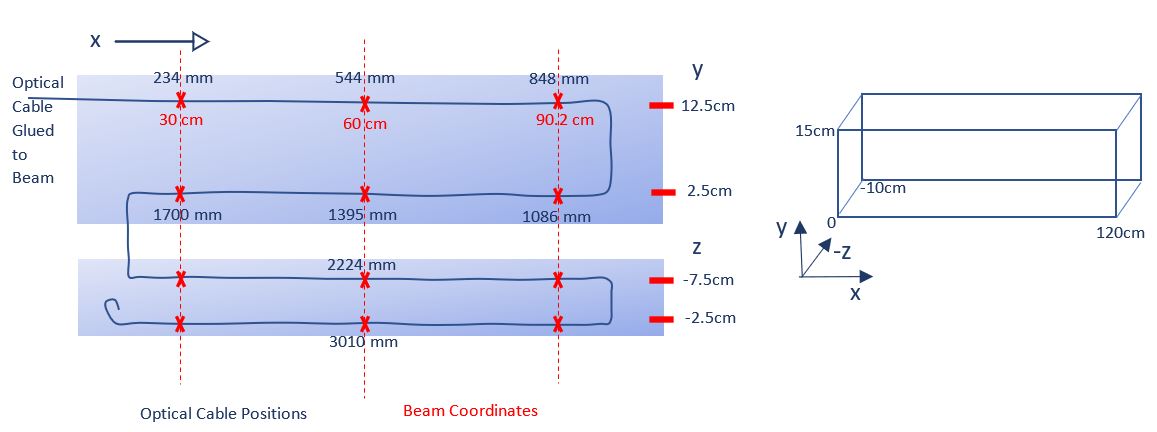 x
234 mm
544 mm
848 mm
y
Optical
Cable
Glued
to
Beam
12.5cm
30 cm
60 cm
90.2 cm
2.5cm
1700 mm
1395 mm
1086 mm
z
2224 mm
-7.5cm
-2.5cm
3010 mm
Optical Cable Positions
Beam Coordinates
15cm
-10cm
0
120cm
y
-z
x